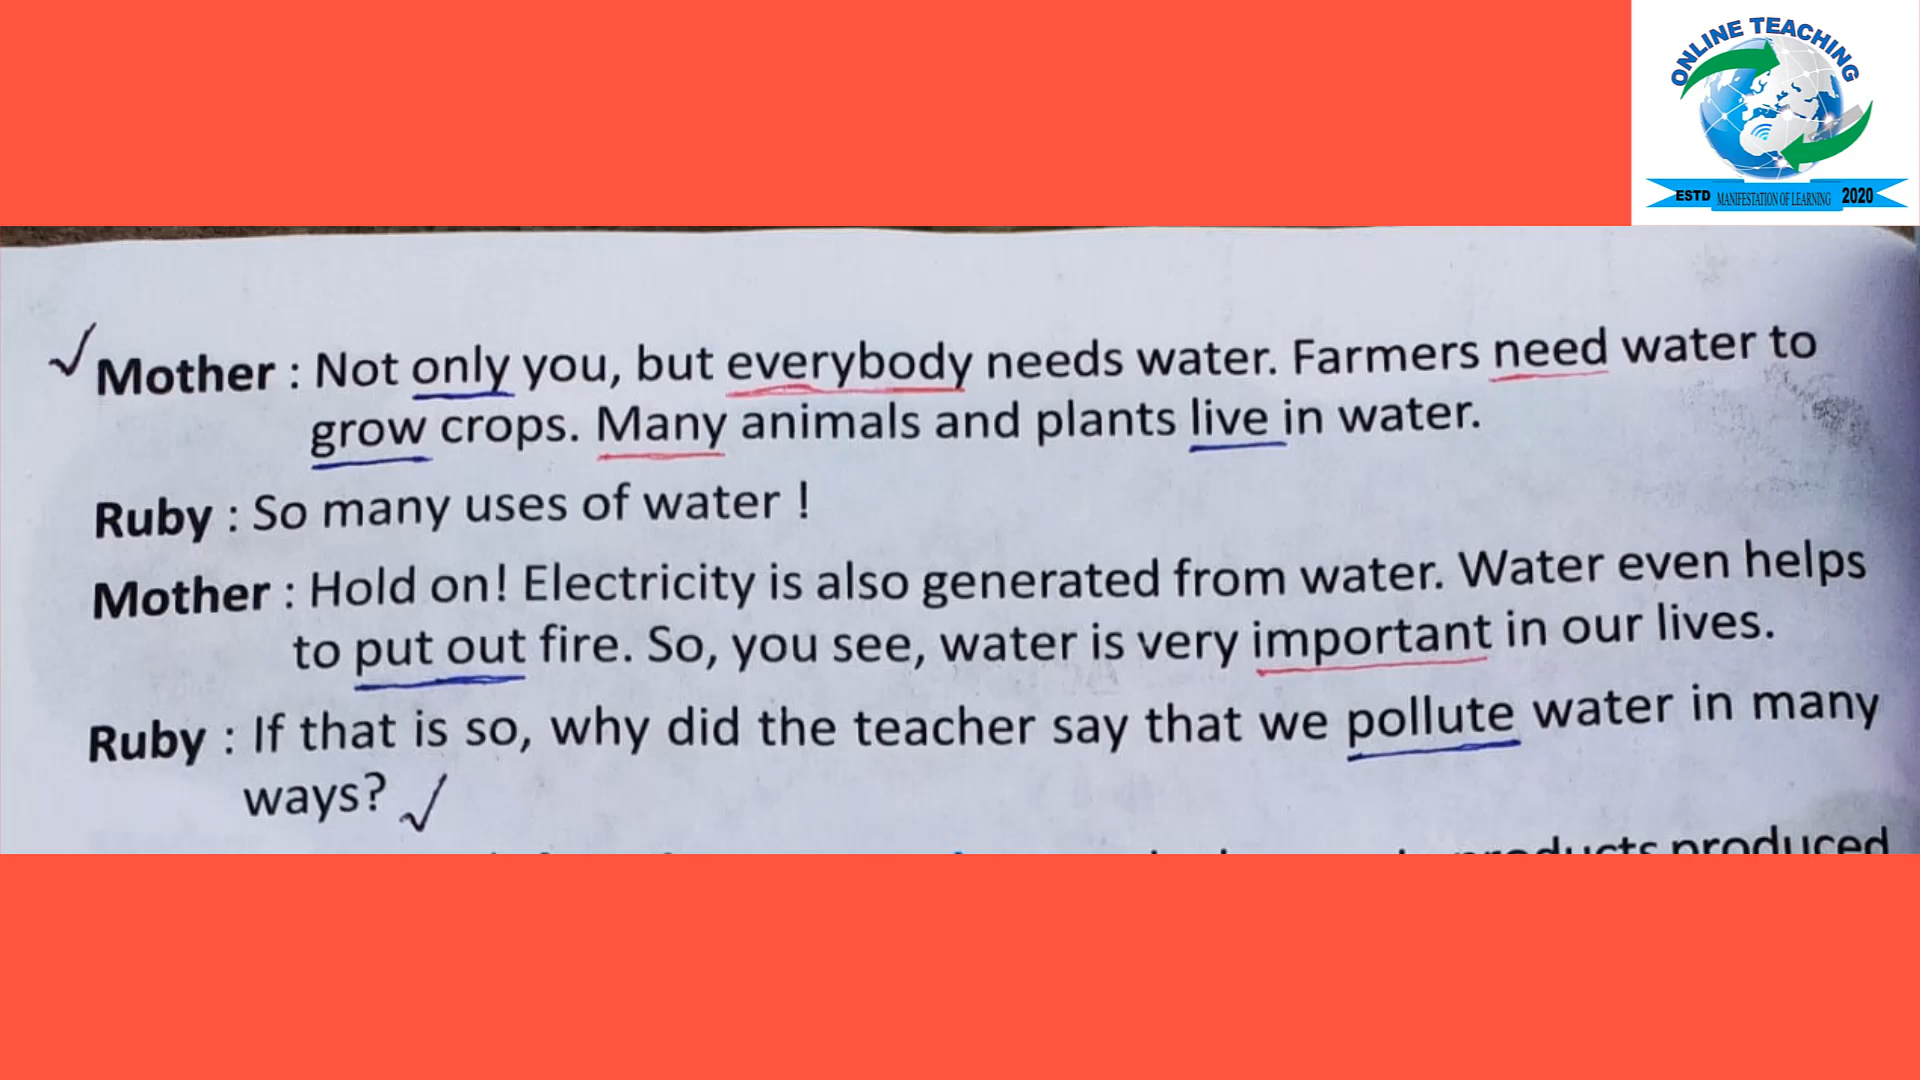 ONLINE TEACHING
ESTD MANIFESTATION OF LEARNING 2020
Mother : Not only you, but everybody needs water. Farmers need water to
grow crops. Many animals and plants live in water.
Ruby : So many uses of water !
Mother : Hold on! Electricity is also generated from water. Water even helps
to put out fire. So, you see, water is very important in our lives.
Ruby : If that is so, why did the teacher say that we pollute water in many
ways?
products produced